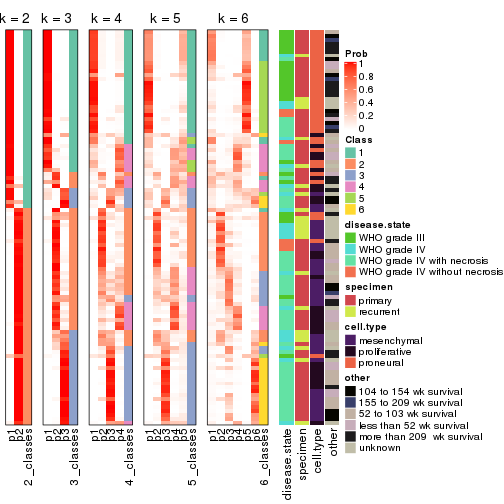 k = 2
k = 3
k = 4
k = 5
k = 6
p1
p2
2_classes
p1
p2
p3
3_classes
p1
p2
p3
p4
4_classes
p1
p2
p3
p4
p5
5_classes
p1
p2
p3
p4
p5
p6
6_classes
disease.state
specimen
cell.type
other
Prob
1
0.8
0.6
0.4
0.2
0
Class
1
2
3
4
5
6
disease.state
WHO grade III
WHO grade IV
WHO grade IV with necrosis
WHO grade IV without necrosis
specimen
primary
recurrent
cell.type
mesenchymal
proliferative
proneural
other
104 to 154 wk survival
155 to 209 wk survival
52 to 103 wk survival
less than 52 wk survival
more than 209  wk survival
unknown